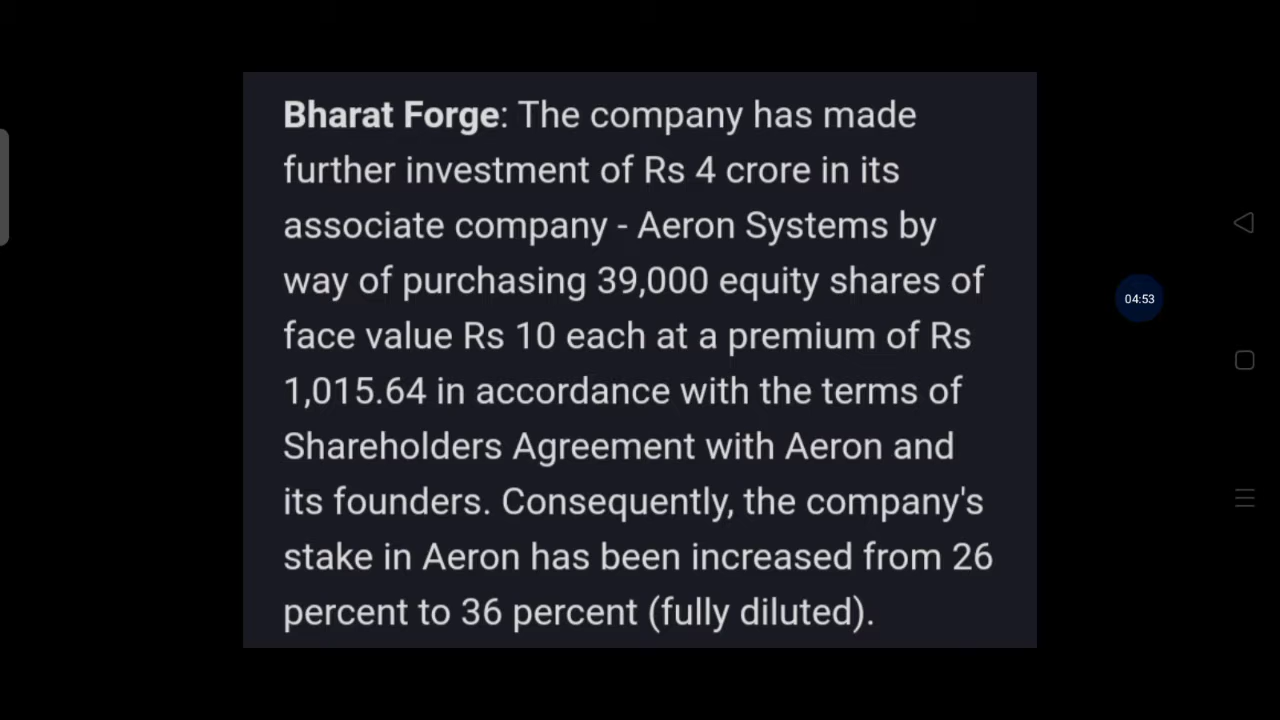 Bharat Forge: The company has made
further investment of Rs 4 crore in its
associate company - Aeron Systems by
way of purchasing 39,000 equity shares of
face value Rs 10 each at a premium of Rs
1,015.64 in accordance with the terms of
Shareholders Agreement with Aeron and
its founders. Consequently, the company's
stake in Aeron has been increased from 26
percent to 36 percent (fully diluted).
04:53